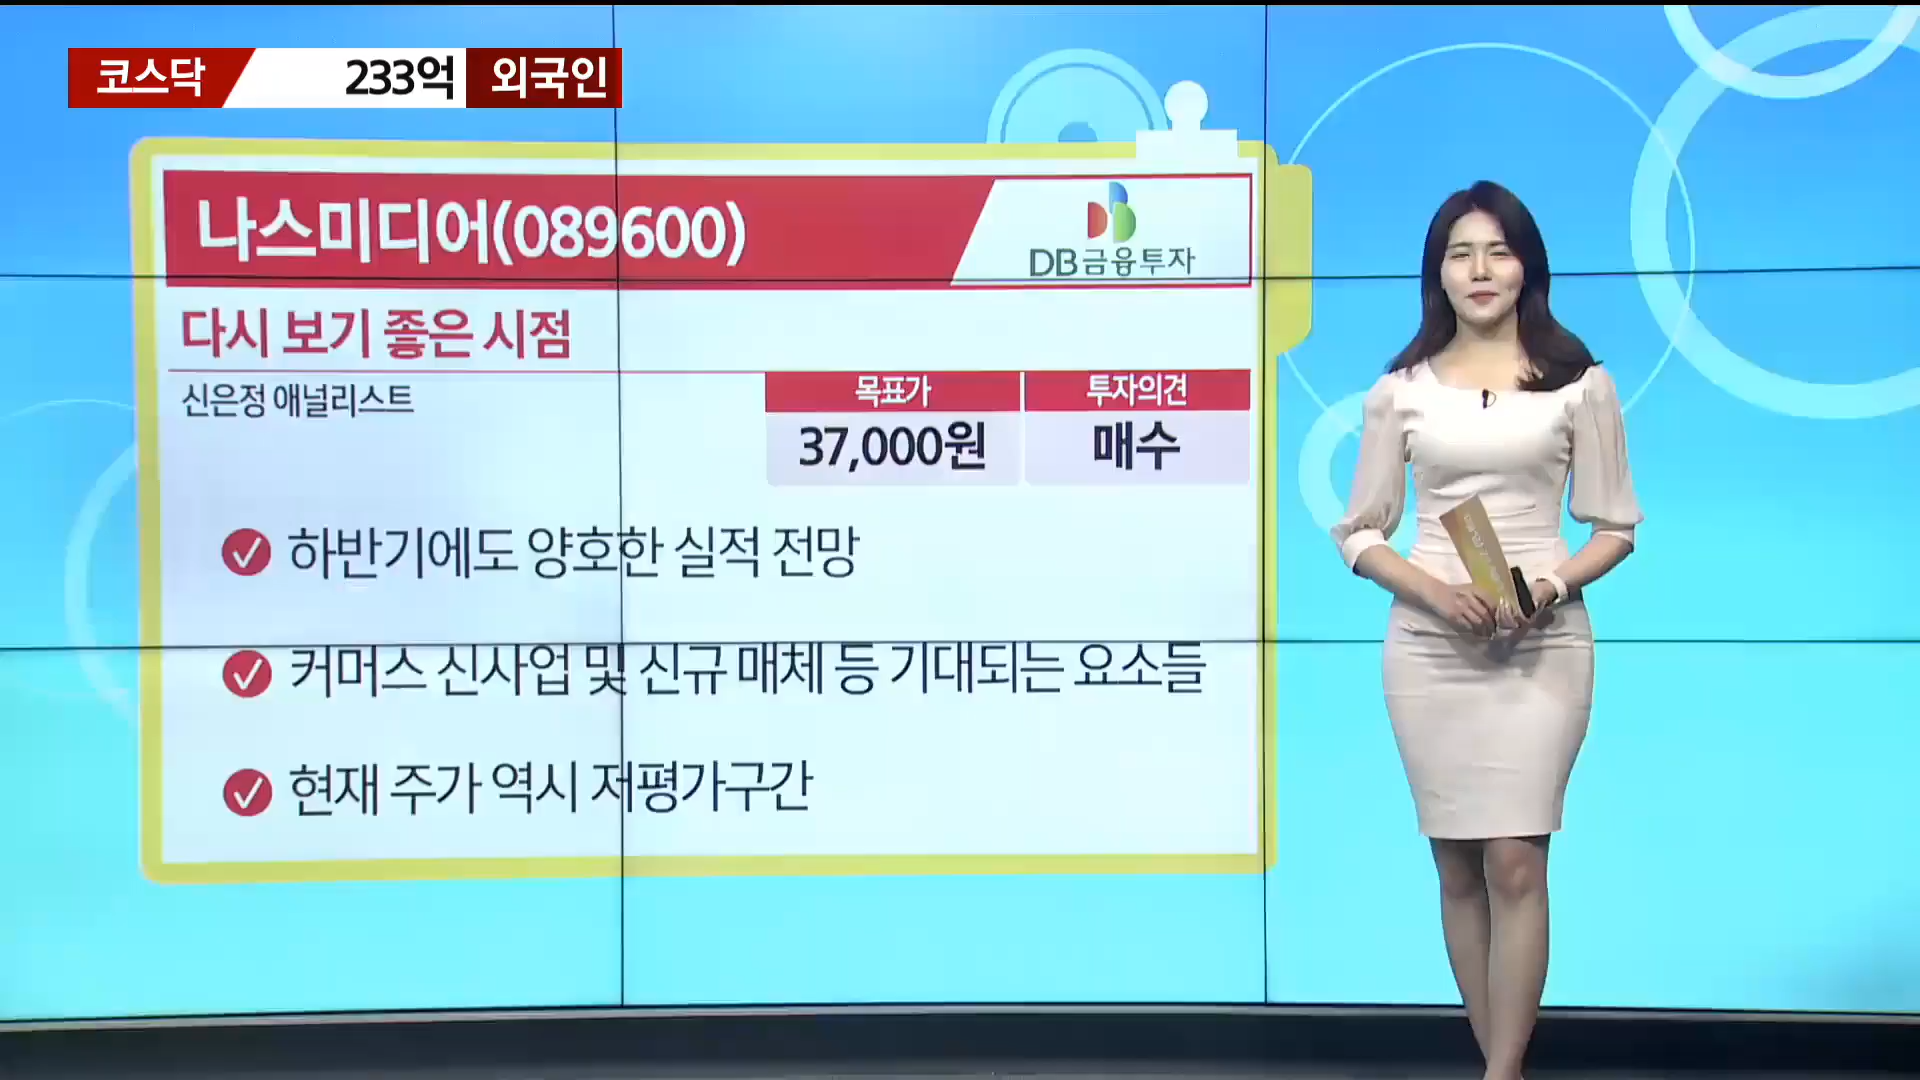 코스닥 233억 외국인
나스미디어(089600)
DB금융투자
다시 보기 좋은 시점
신은정 애널리스트
목표가 투자의견
37,000원 매수
하반기에도 양호한 실적 전망
커머스 신사업 및 신규 매체 등 기대되는 요소들
현재 주가 역시 저평가구간